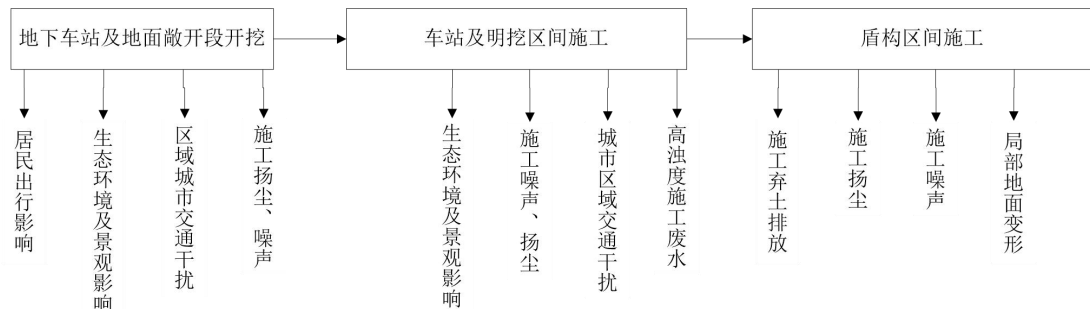 地下车站及地面敞开段开挖
车站及明挖区间施工
盾构区间施工
居民出行影响
生态环境及景观影响
区域城市交通干扰
施工扬尘、噪声
生态环境及景观影响
施工噪声、扬尘
城市区域交通干扰
高浊度施工废水
施工弃土排放
施工扬尘
施工噪声
局部地面变形